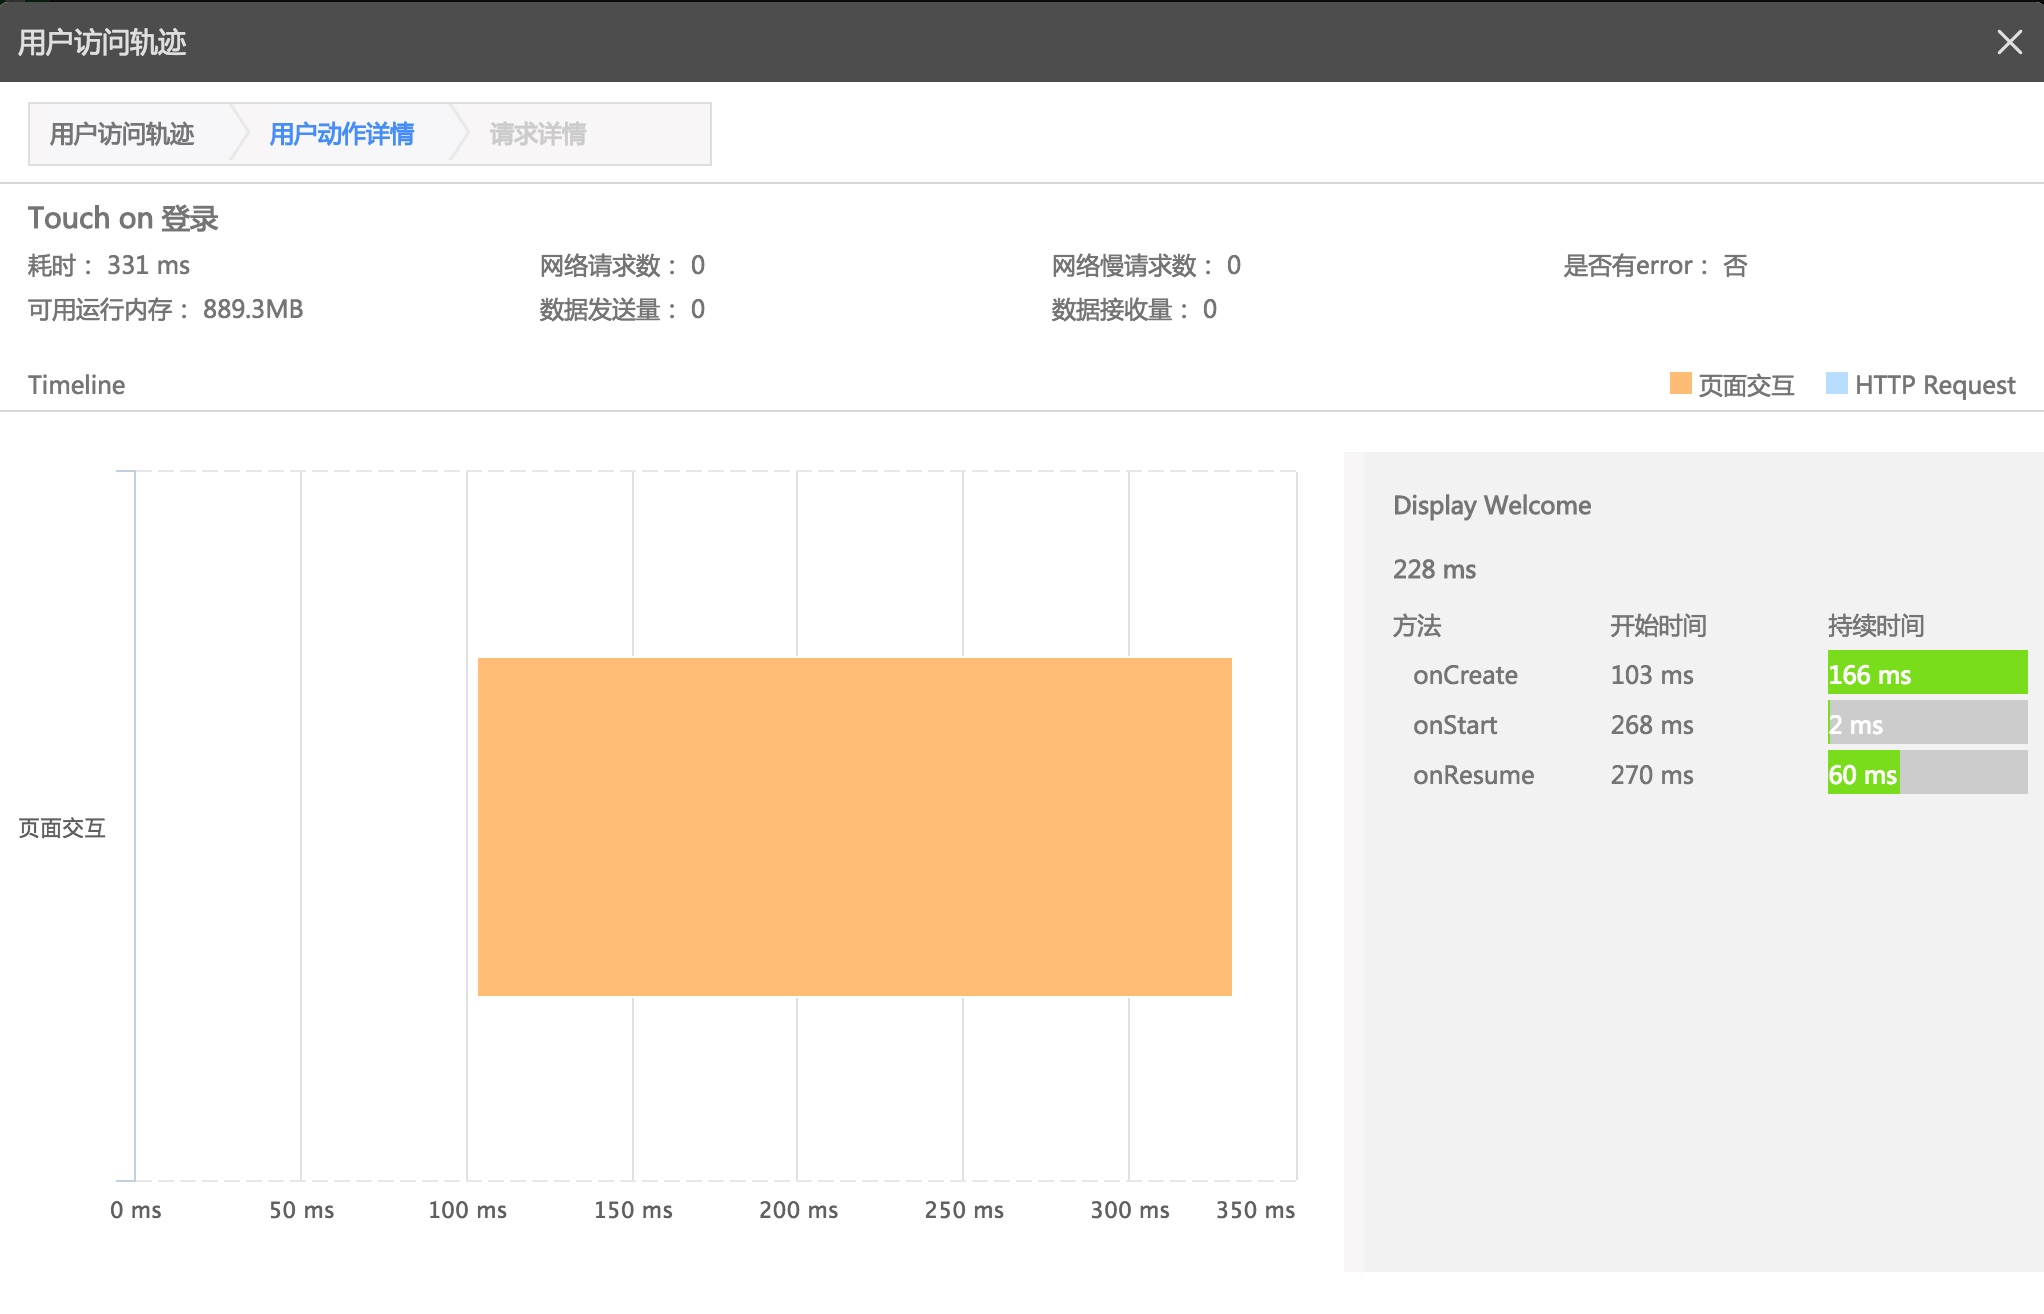 用户访问轨迹
用户访问轨迹 用户动作详情 请求详情
Touch on 登录
耗时： 331 ms 网络请求数： 0 网络慢请求数： 0 是否有error： 否
可用运行内存： 889.3MB 数据发送量： 0 数据接收量： 0
Timeline 页面交互 HTTP Request
页面交互
0 ms 50 ms 100 ms 150 ms 200 ms 250 ms 300 ms 350 ms
Display Welcome
228 ms
方法 开始时间 持续时间
onCreate 103 ms 166 ms
onStart 268 ms 2 ms
onResume 270 ms 60 ms